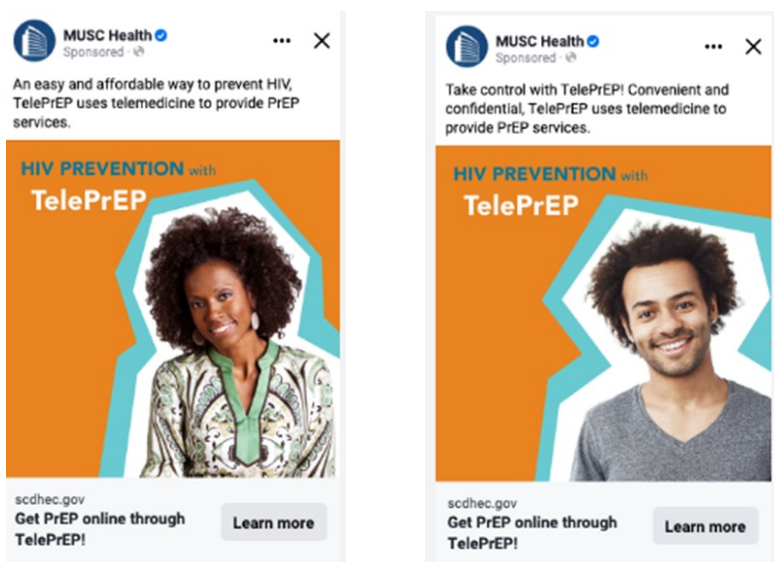 MUSC Health
Sponsored ·
An easy and affordable way to prevent HIV,
TelePrEP uses telemedicine to provide PrEP
services.
HIV PREVENTION with
TelePrEP
scdhec.gov
Get PrEP online through
TelePrEP!
Learn more
MUSC Health
Sponsored ·
Take control with TelePrEP! Convenient and
confidential, TelePrEP uses telemedicine to
provide PrEP services.
HIV PREVENTION with
TelePrEP
scdhec.gov
Get PrEP online through
TelePrEP!
Learn more